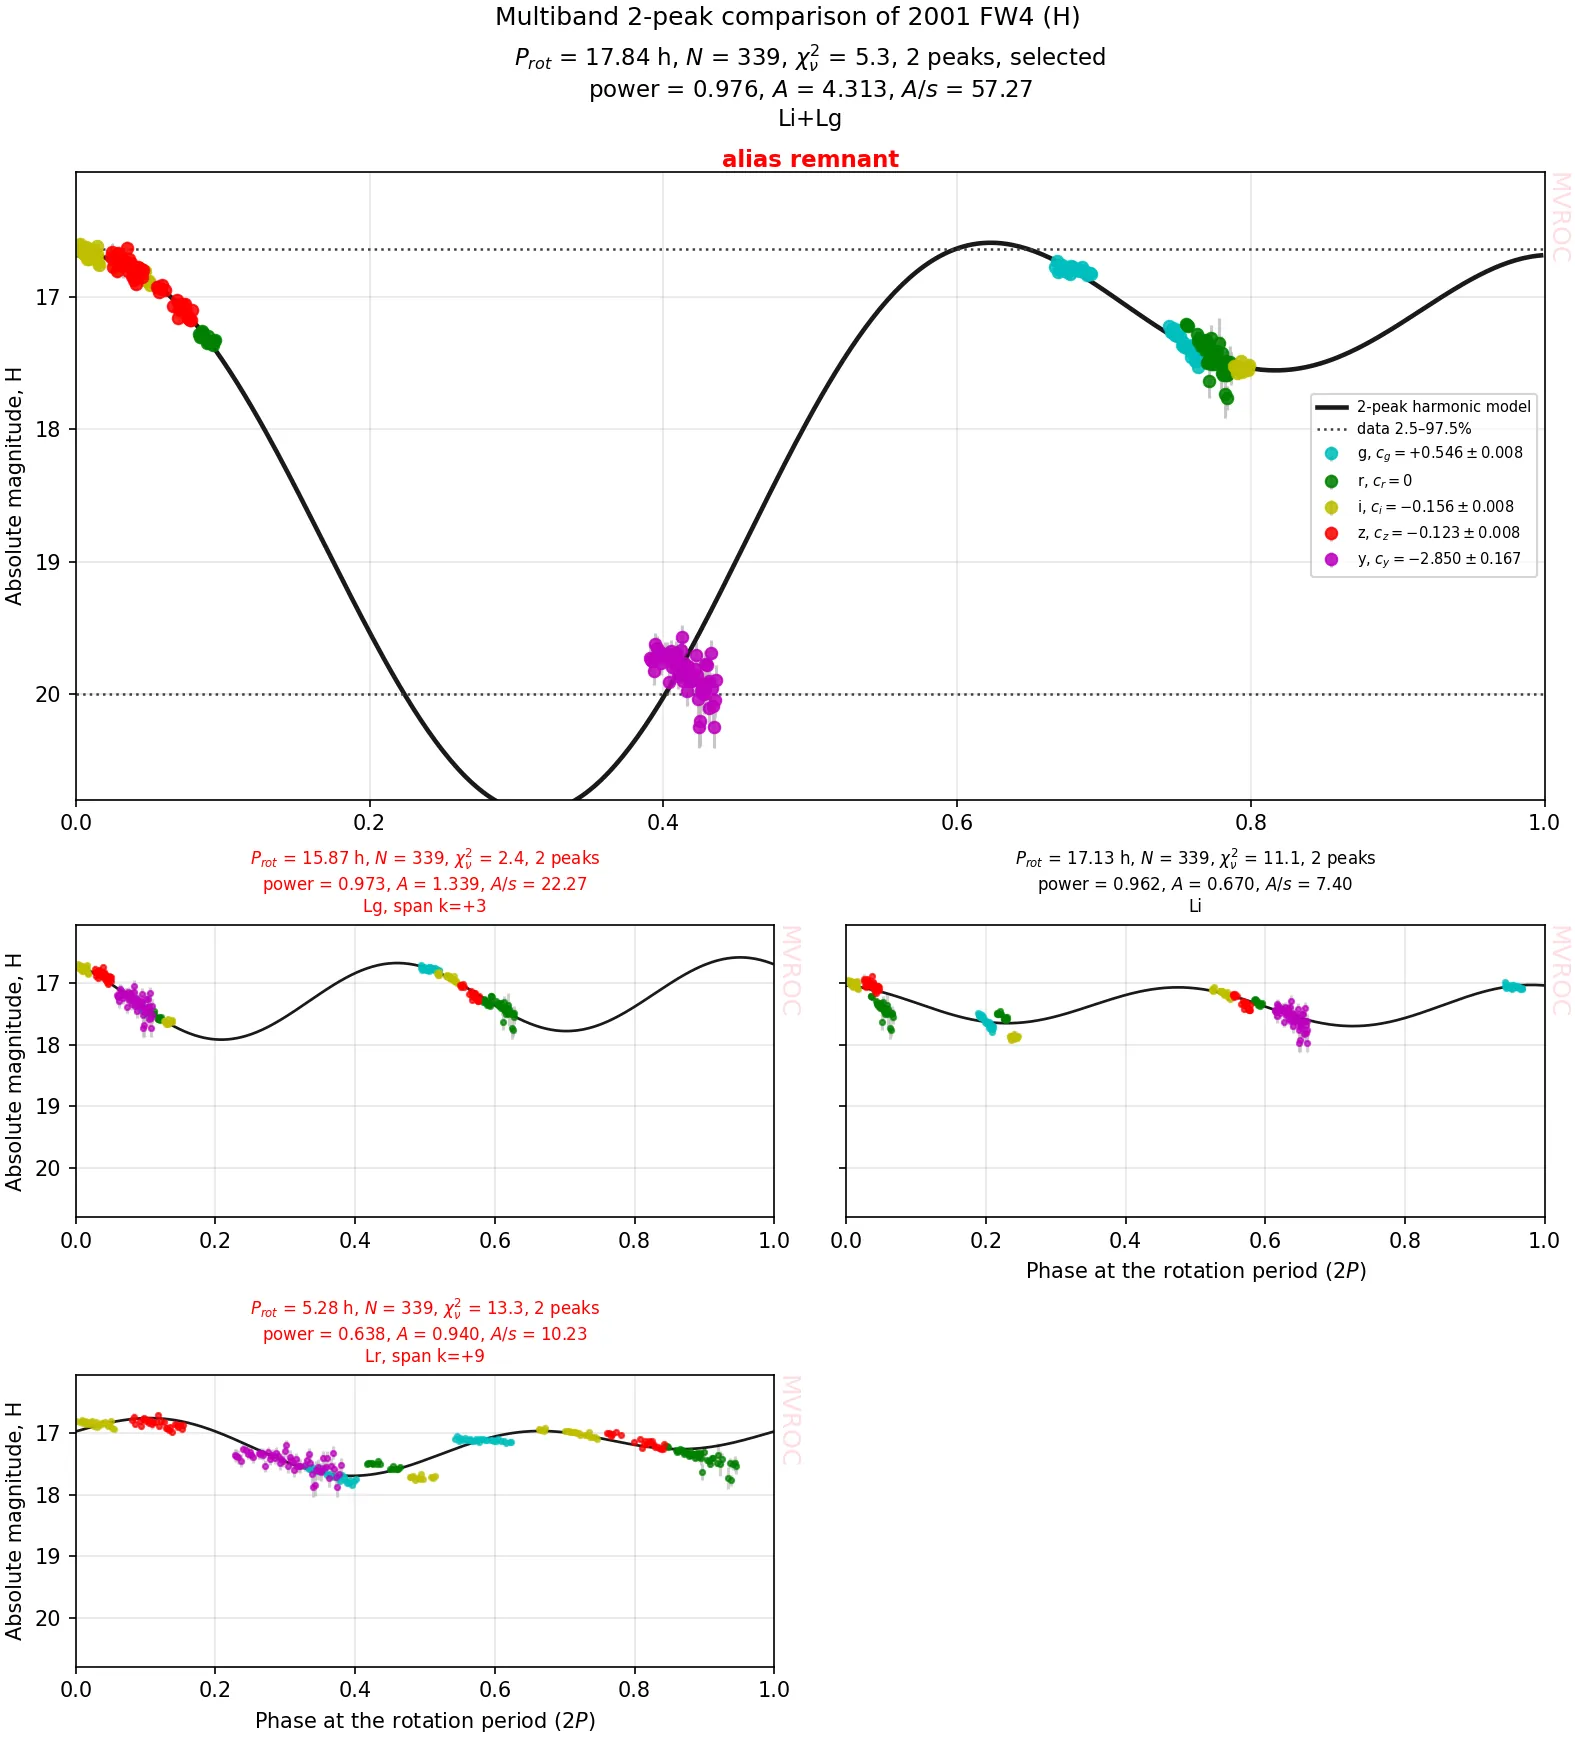 Multiband 2-peak comparison of 2001 FW4 (H)
P_rot = 17.84 h, N = 339, χ²_ν = 5.3, 2 peaks, selected
power = 0.976, A = 4.313, A/s = 57.27
Li+Lg
alias remnant
MVROC
Absolute magnitude, H
17
18
19
20
2-peak harmonic model
data 2.5–97.5%
g, c_g = +0.546 ± 0.008
r, c_r = 0
i, c_i = −0.156 ± 0.008
z, c_z = −0.123 ± 0.008
y, c_y = −2.850 ± 0.167
0.0 0.2 0.4 0.6 0.8 1.0
P_rot = 15.87 h, N = 339, χ²_ν = 2.4, 2 peaks
power = 0.973, A = 1.339, A/s = 22.27
Lg, span k=+3
MVROC
Absolute magnitude, H
17
18
19
20
0.0 0.2 0.4 0.6 0.8 1.0
P_rot = 17.13 h, N = 339, χ²_ν = 11.1, 2 peaks
power = 0.962, A = 0.670, A/s = 7.40
Li
MVROC
0.0 0.2 0.4 0.6 0.8 1.0
Phase at the rotation period (2P)
P_rot = 5.28 h, N = 339, χ²_ν = 13.3, 2 peaks
power = 0.638, A = 0.940, A/s = 10.23
Lr, span k=+9
MVROC
Absolute magnitude, H
17
18
19
20
0.0 0.2 0.4 0.6 0.8 1.0
Phase at the rotation period (2P)